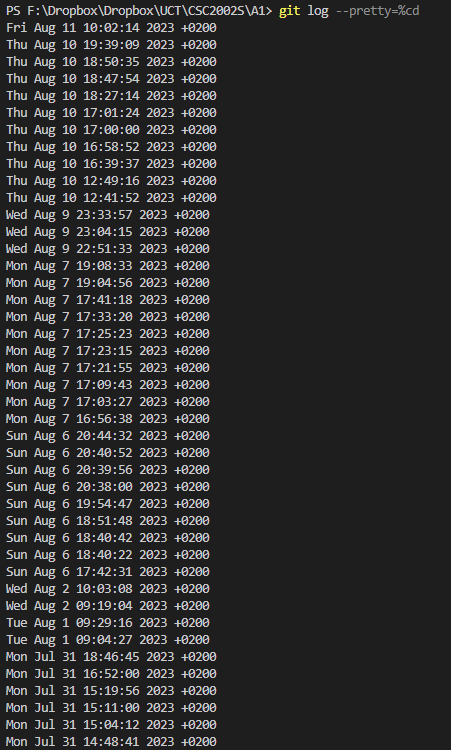 PS F:\Dropbox\Dropbox\UCT\CSC2002S\A1> git log --pretty=%cd
Fri Aug 11 10:02:14 2023 +0200
Thu Aug 10 19:39:09 2023 +0200
Thu Aug 10 18:50:35 2023 +0200
Thu Aug 10 18:47:54 2023 +0200
Thu Aug 10 18:27:14 2023 +0200
Thu Aug 10 17:01:24 2023 +0200
Thu Aug 10 17:00:00 2023 +0200
Thu Aug 10 16:58:52 2023 +0200
Thu Aug 10 16:39:37 2023 +0200
Thu Aug 10 12:49:16 2023 +0200
Thu Aug 10 12:41:52 2023 +0200
Wed Aug 9 23:33:57 2023 +0200
Wed Aug 9 23:04:15 2023 +0200
Wed Aug 9 22:51:33 2023 +0200
Mon Aug 7 19:08:33 2023 +0200
Mon Aug 7 19:04:56 2023 +0200
Mon Aug 7 17:41:18 2023 +0200
Mon Aug 7 17:33:20 2023 +0200
Mon Aug 7 17:25:23 2023 +0200
Mon Aug 7 17:23:15 2023 +0200
Mon Aug 7 17:21:55 2023 +0200
Mon Aug 7 17:09:43 2023 +0200
Mon Aug 7 17:03:27 2023 +0200
Mon Aug 7 16:56:38 2023 +0200
Sun Aug 6 20:44:32 2023 +0200
Sun Aug 6 20:40:52 2023 +0200
Sun Aug 6 20:39:56 2023 +0200
Sun Aug 6 20:38:00 2023 +0200
Sun Aug 6 19:54:47 2023 +0200
Sun Aug 6 18:51:48 2023 +0200
Sun Aug 6 18:40:42 2023 +0200
Sun Aug 6 18:40:22 2023 +0200
Sun Aug 6 17:42:31 2023 +0200
Wed Aug 2 10:03:08 2023 +0200
Wed Aug 2 09:19:04 2023 +0200
Tue Aug 1 09:29:16 2023 +0200
Tue Aug 1 09:04:27 2023 +0200
Mon Jul 31 18:46:45 2023 +0200
Mon Jul 31 16:52:00 2023 +0200
Mon Jul 31 15:19:56 2023 +0200
Mon Jul 31 15:11:00 2023 +0200
Mon Jul 31 15:04:12 2023 +0200
Mon Jul 31 14:48:41 2023 +0200